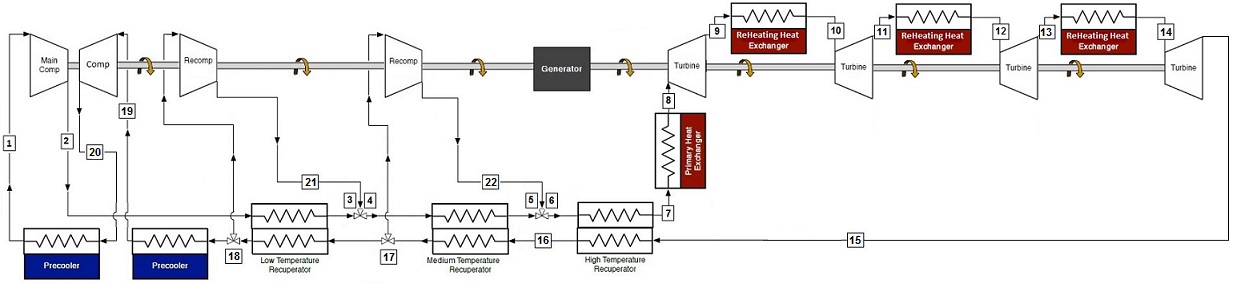 9
ReHeating Heat
Exchanger
10
11
ReHeating Heat
Exchanger
12
13
ReHeating Heat
Exchanger
14
Main
Comp
Comp
Recomp
Recomp
Generator
Turbine
Turbine
Turbine
Turbine
8
19
1
2
20
Primary Heat
Exchanger
21
22
3
4
5
6
7
18
17
16
15
Precooler
Precooler
Low Temperature
Recuperator
Medium Temperature
Recuperator
High Temperature
Recuperator